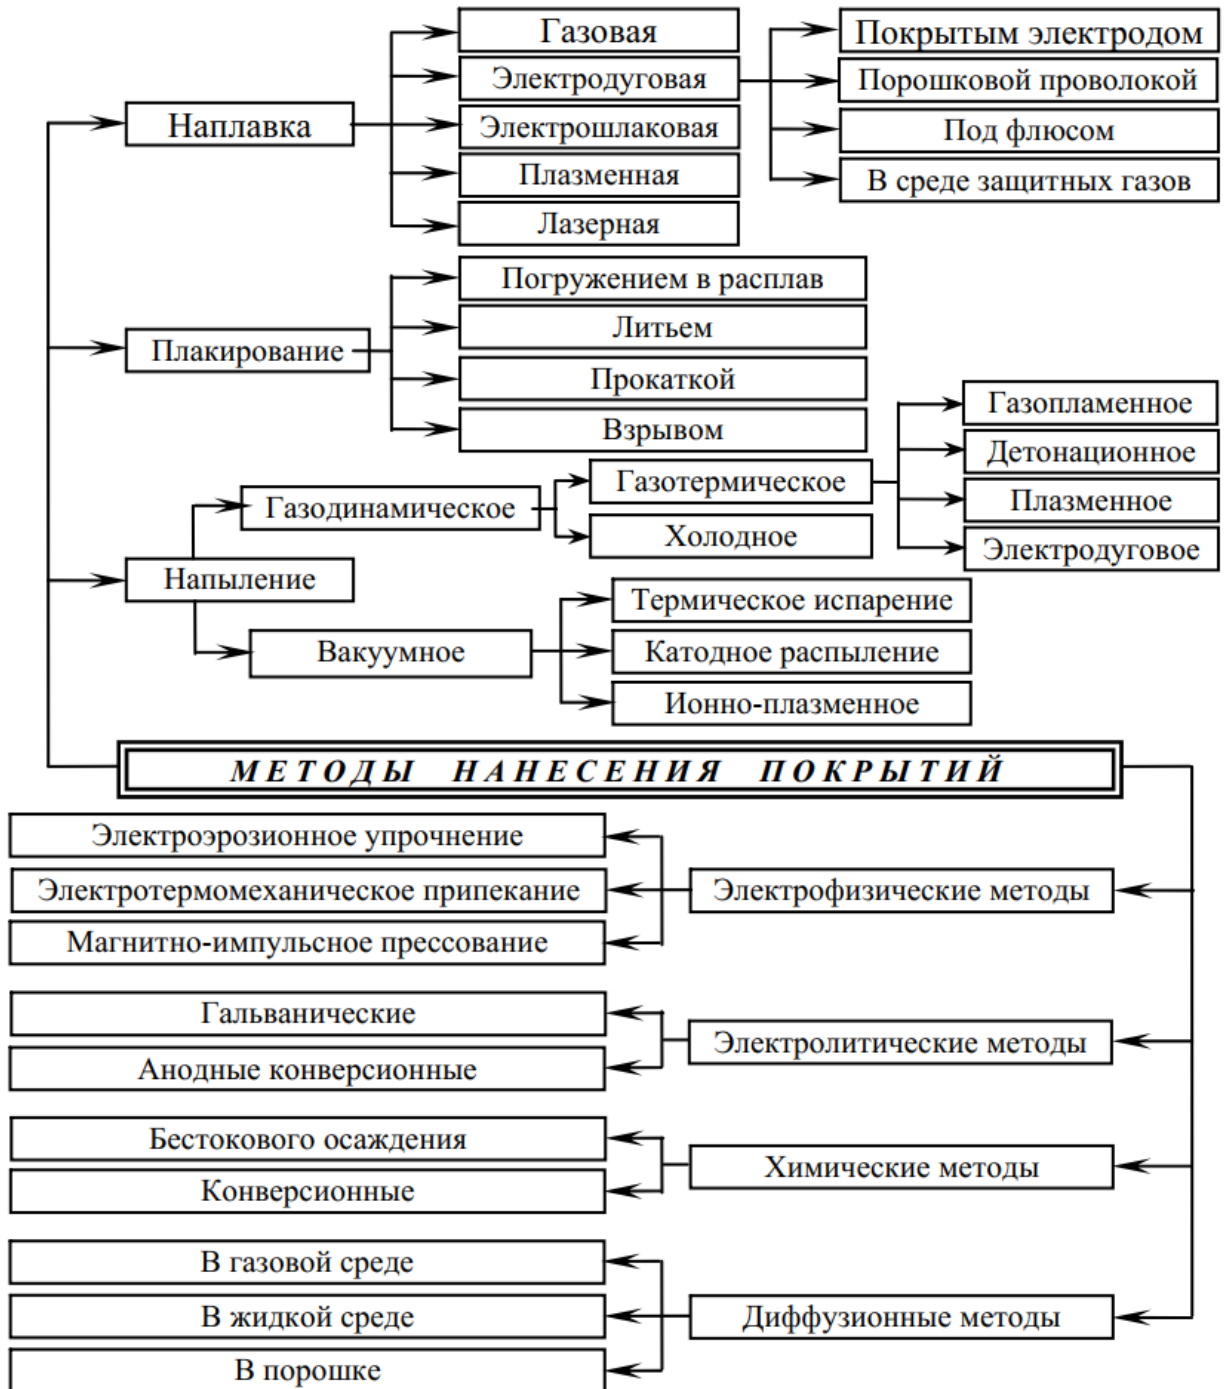 Газовая
Покрытым электродом
Электродуговая
Порошковой проволокой
Наплавка
Электрошлаковая
Под флюсом
Плазменная
В среде защитных газов
Лазерная
Погружением в расплав
Литьем
Плакирование
Прокаткой
Взрывом
Газопламенное
Детонационное
Газотермическое
Плазменное
Газодинамическое
Холодное
Электродуговое
Напыление
Термическое испарение
Вакуумное
Катодное распыление
Ионно-плазменное
МЕТОДЫ НАНЕСЕНИЯ ПОКРЫТИЙ
Электроэрозионное упрочнение
Электротермомеханическое припекание
Электрофизические методы
Магнитно-импульсное прессование
Гальванические
Электролитические методы
Анодные конверсионные
Бестокового осаждения
Химические методы
Конверсионные
В газовой среде
В жидкой среде
Диффузионные методы
В порошке